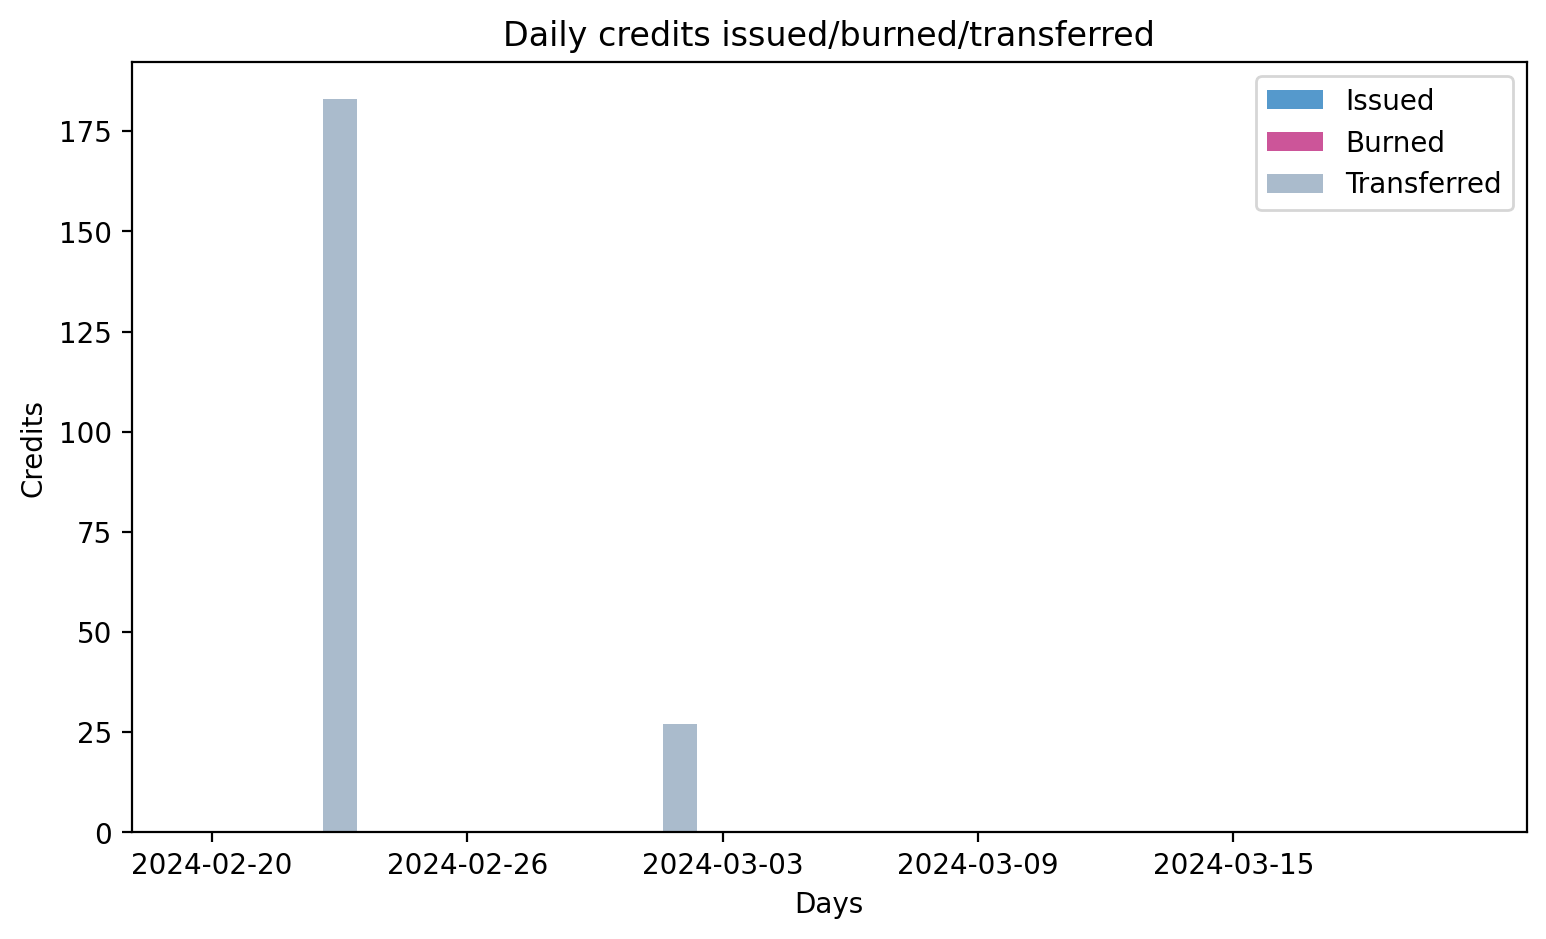 Daily credits issued/burned/transferred
Issued
Burned
Transferred
175
150
125
100
75
50
25
0
Credits
2024-02-20
2024-02-26
2024-03-03
2024-03-09
2024-03-15
Days